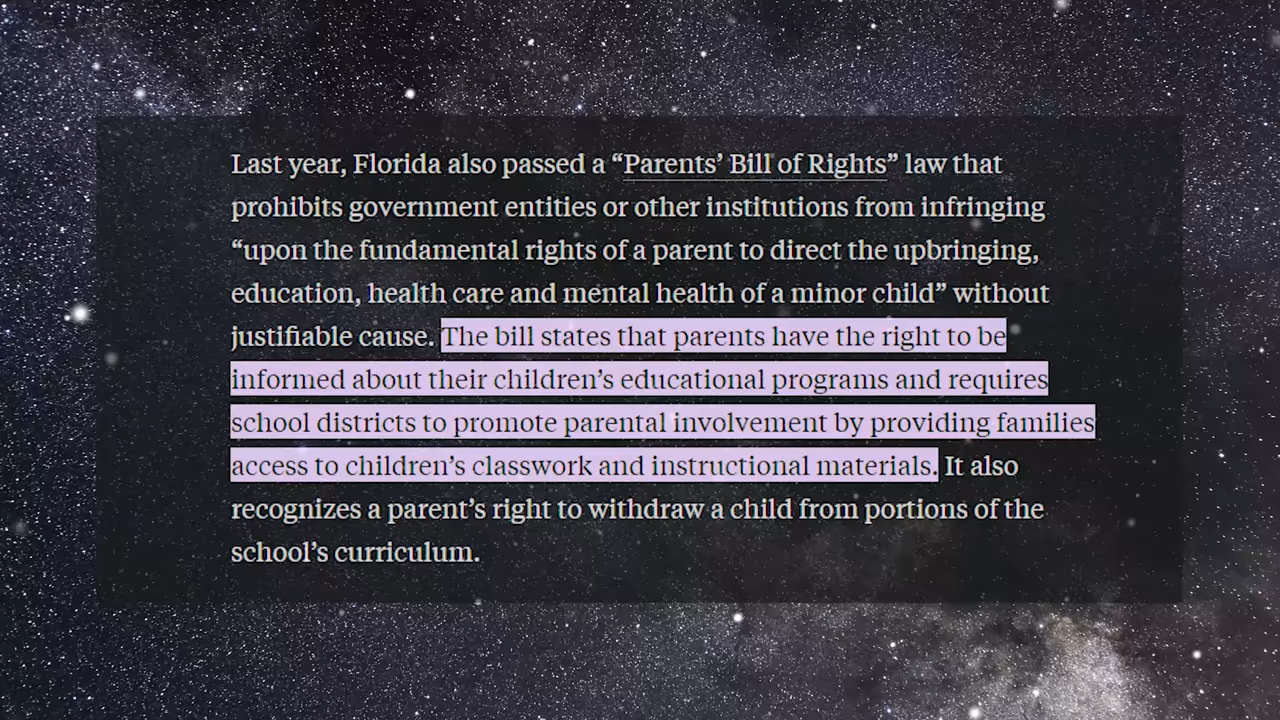 Last year, Florida also passed a “Parents’ Bill of Rights” law that
prohibits government entities or other institutions from infringing
“upon the fundamental rights of a parent to direct the upbringing,
education, health care and mental health of a minor child” without
justifiable cause. The bill states that parents have the right to be
informed about their children’s educational programs and requires
school districts to promote parental involvement by providing families
access to children’s classwork and instructional materials. It also
recognizes a parent’s right to withdraw a child from portions of the
school’s curriculum.